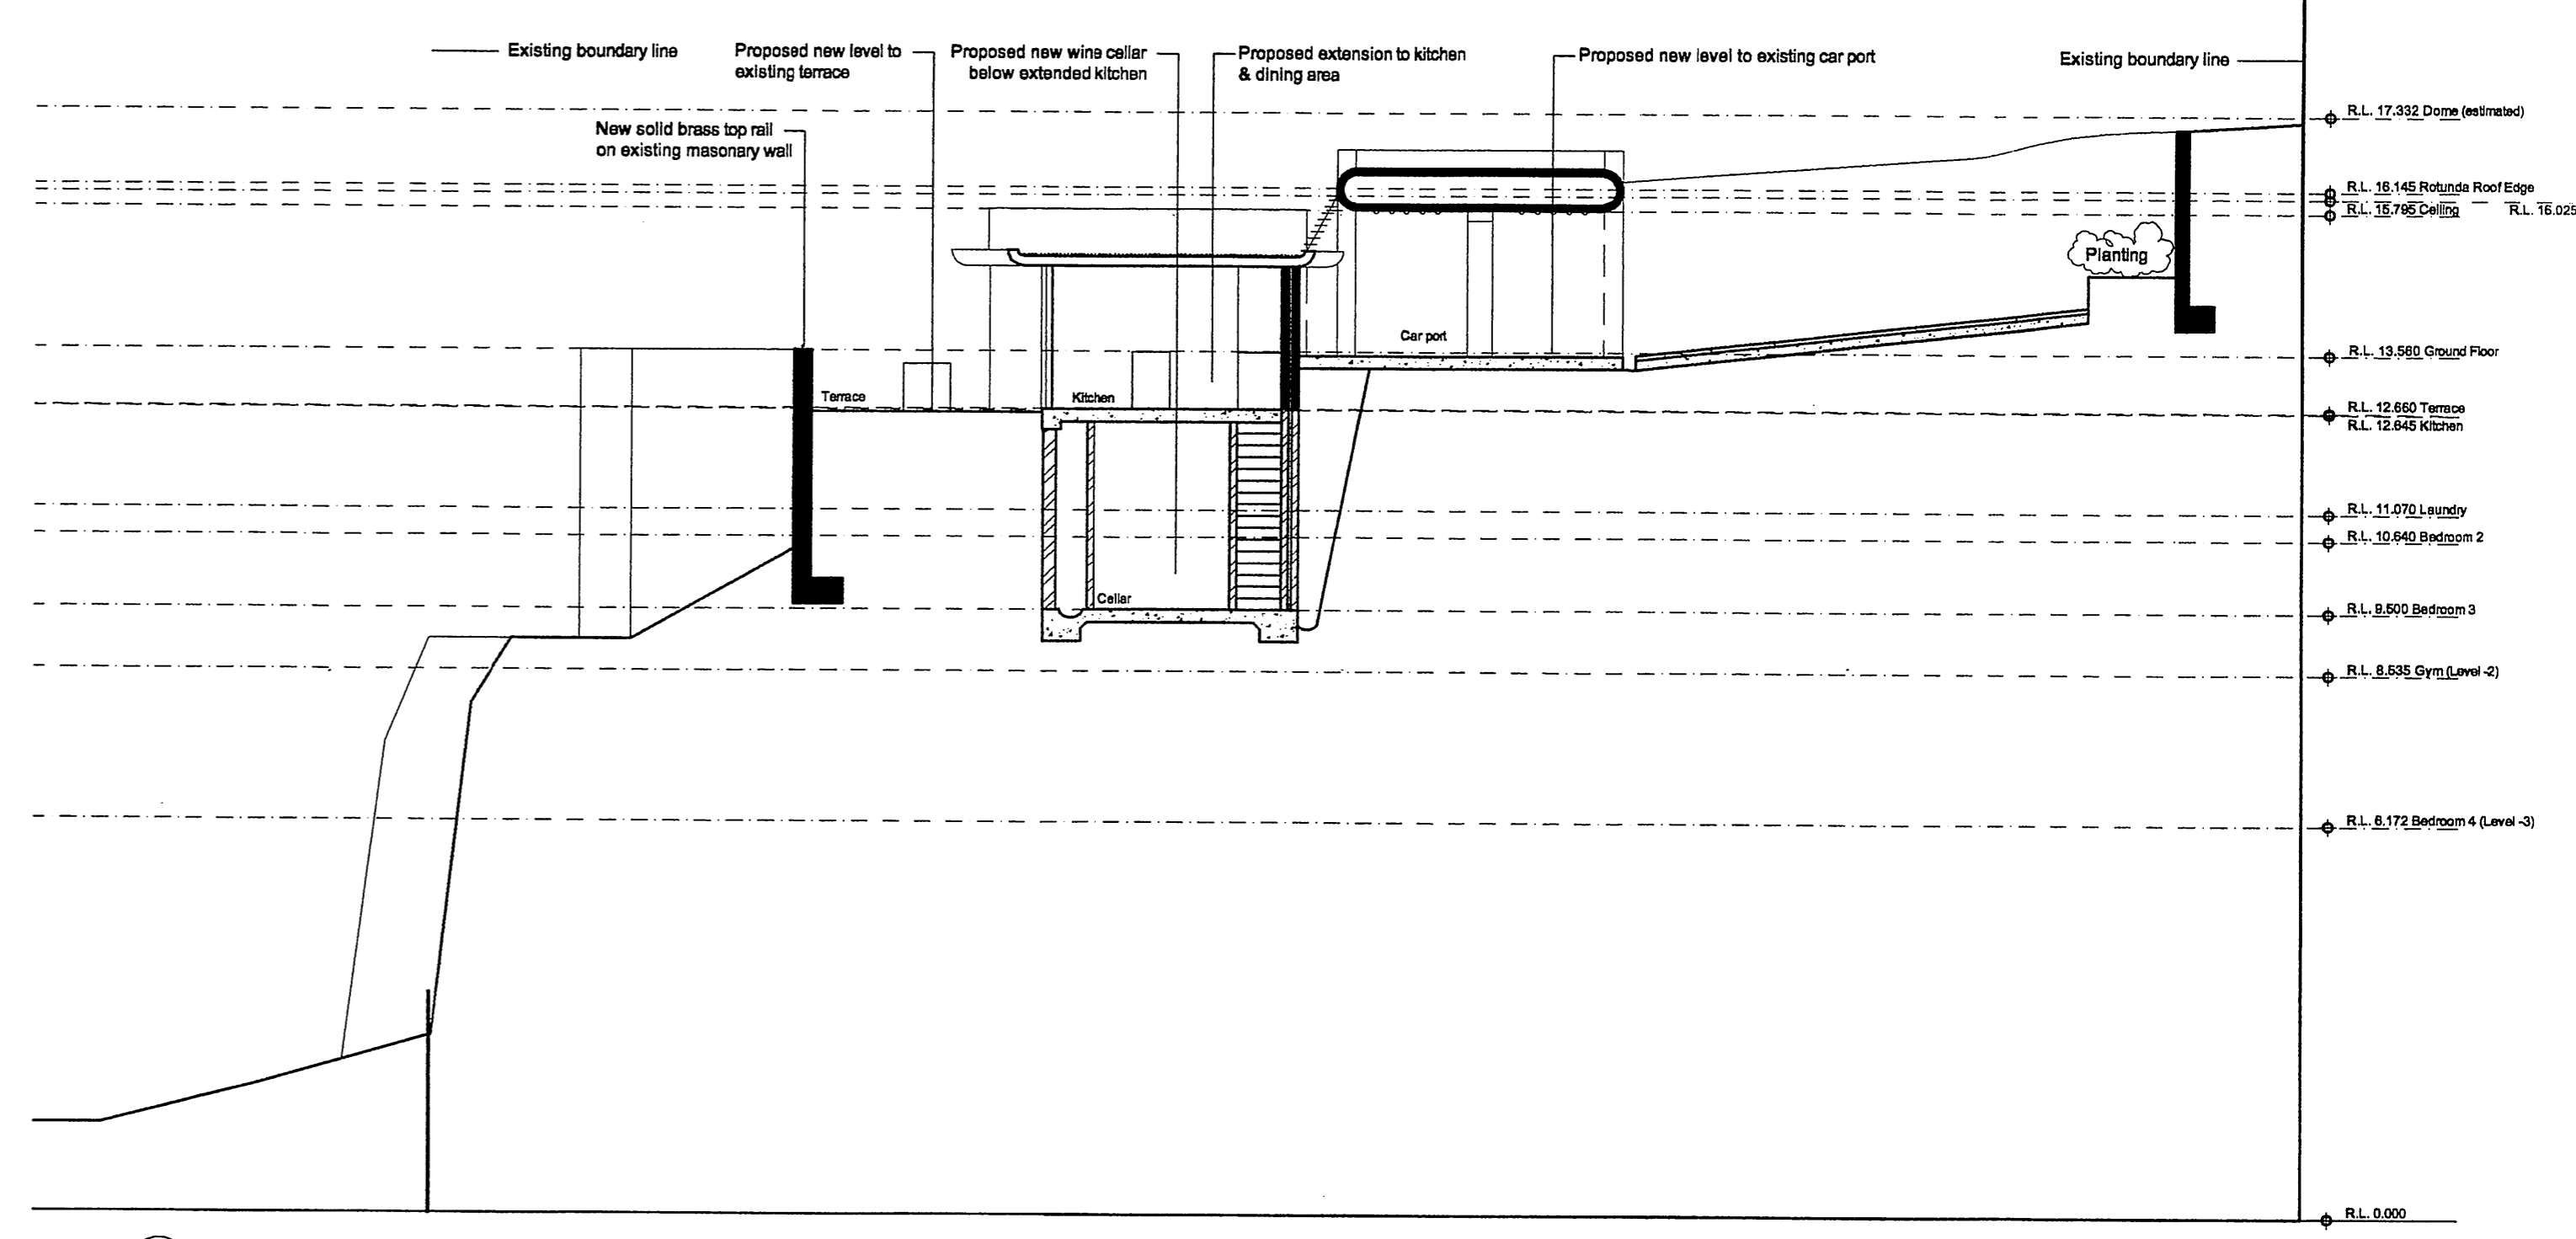 Existing boundary line
Proposed new level to
existing terrace
Proposed new wine cellar
below extended kitchen
Proposed extension to kitchen
& dining area
Proposed new level to existing car port
Existing boundary line
New solid brass top rail
on existing masonary wall
R.L. 17.332 Dome (estimated)
R.L. 16.145 Rotunda Roof Edge
R.L. 15.795 Ceiling R.L. 16.025
Planting
Car port
R.L. 13.560 Ground Floor
Terrace
Kitchen
R.L. 12.660 Terrace
R.L. 12.645 Kitchen
R.L. 11.070 Laundry
R.L. 10.640 Bedroom 2
Cellar
R.L. 9.500 Bedroom 3
R.L. 8.535 Gym (Level -2)
R.L. 6.172 Bedroom 4 (Level -3)
R.L. 0.000